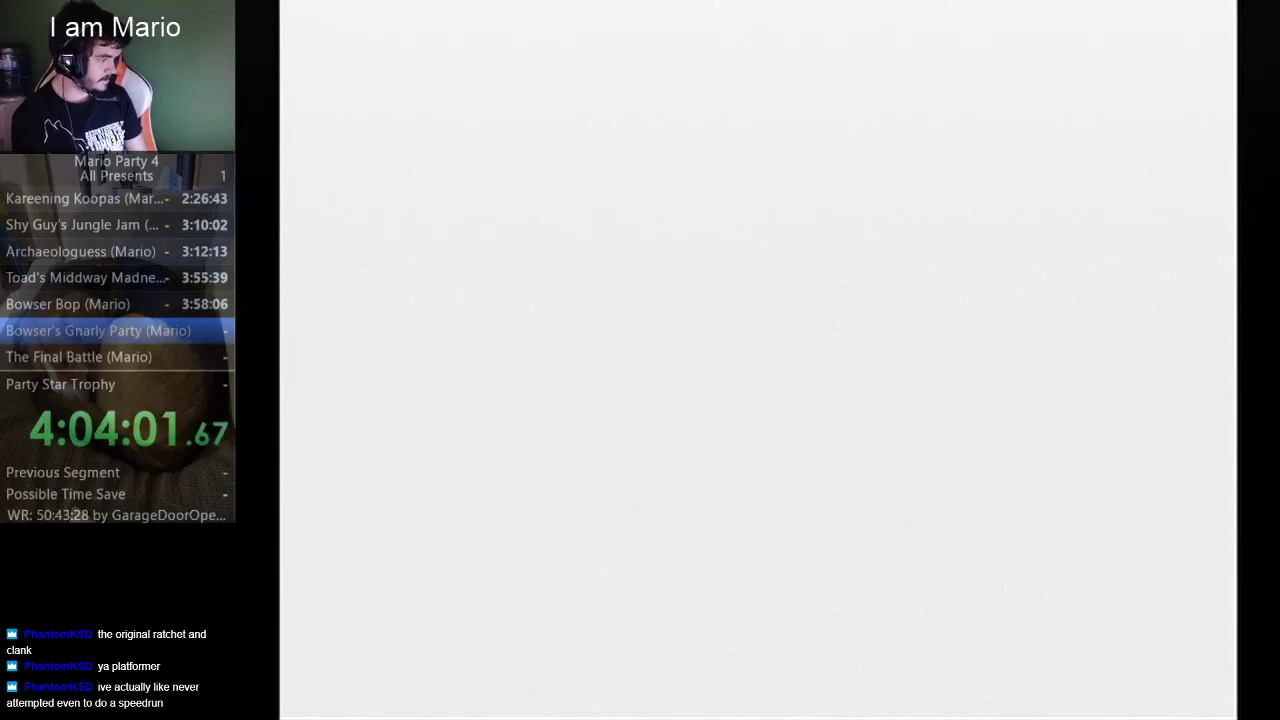 I am Mario
Mario Party 4
All Presents 1
Kareening Koopas (Mar... - 2:26:43
Shy Guy's Jungle Jam (... - 3:10:02
Archaeologuess (Mario) - 3:12:13
Toad's Middway Madne... - 3:55:39
Bowser Bop (Mario) - 3:58:06
Bowser's Gnarly Party (Mario) -
The Final Battle (Mario) -
Party Star Trophy -
4:04:01.67
Previous Segment -
Possible Time Save -
WR: 50:43:28 by GarageDoorOpe...
PhantomKSD the original ratchet and
clank
PhantomKSD ya platformer
PhantomKSD ive actually like never
attempted even to do a speedrun